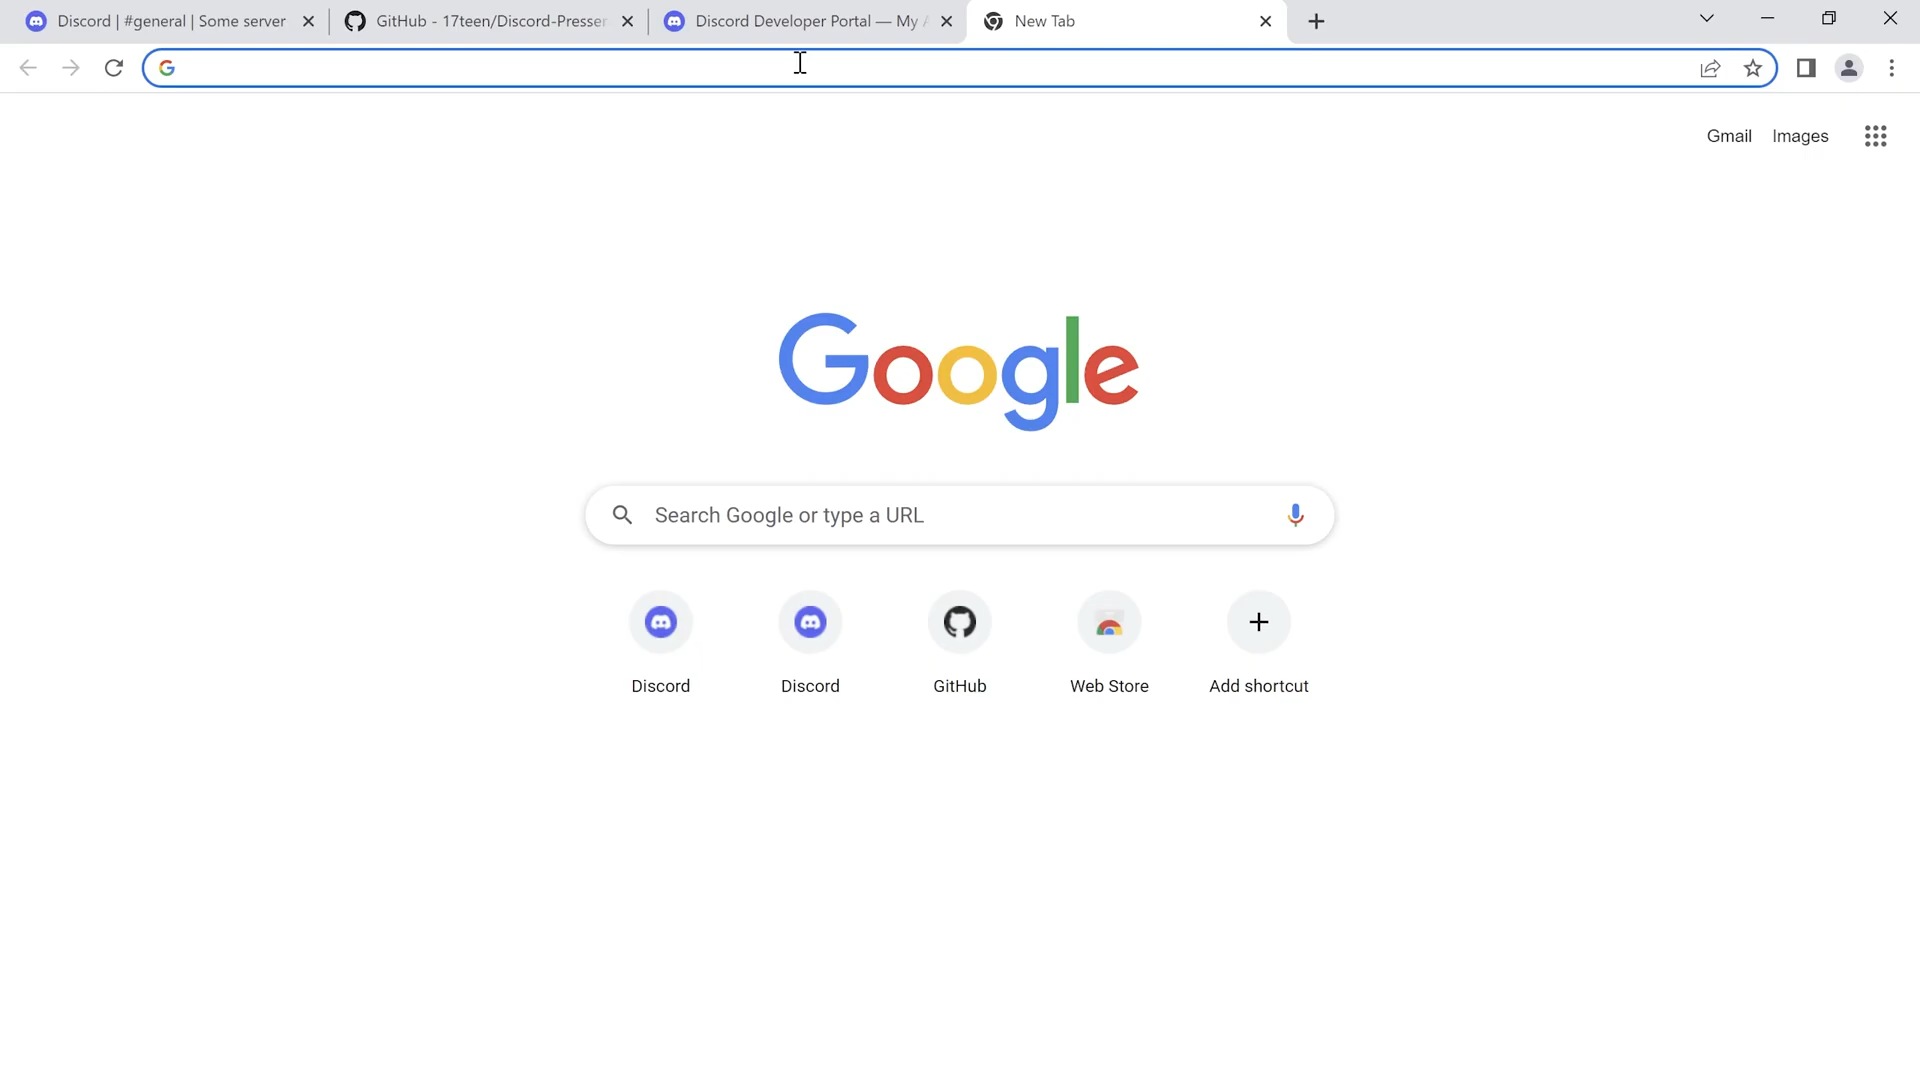 Discord | #general | Some server
GitHub - 17teen/Discord-Presser
Discord Developer Portal — My A
New Tab
Gmail
Images
Google
Search Google or type a URL
Discord
Discord
GitHub
Web Store
Add shortcut